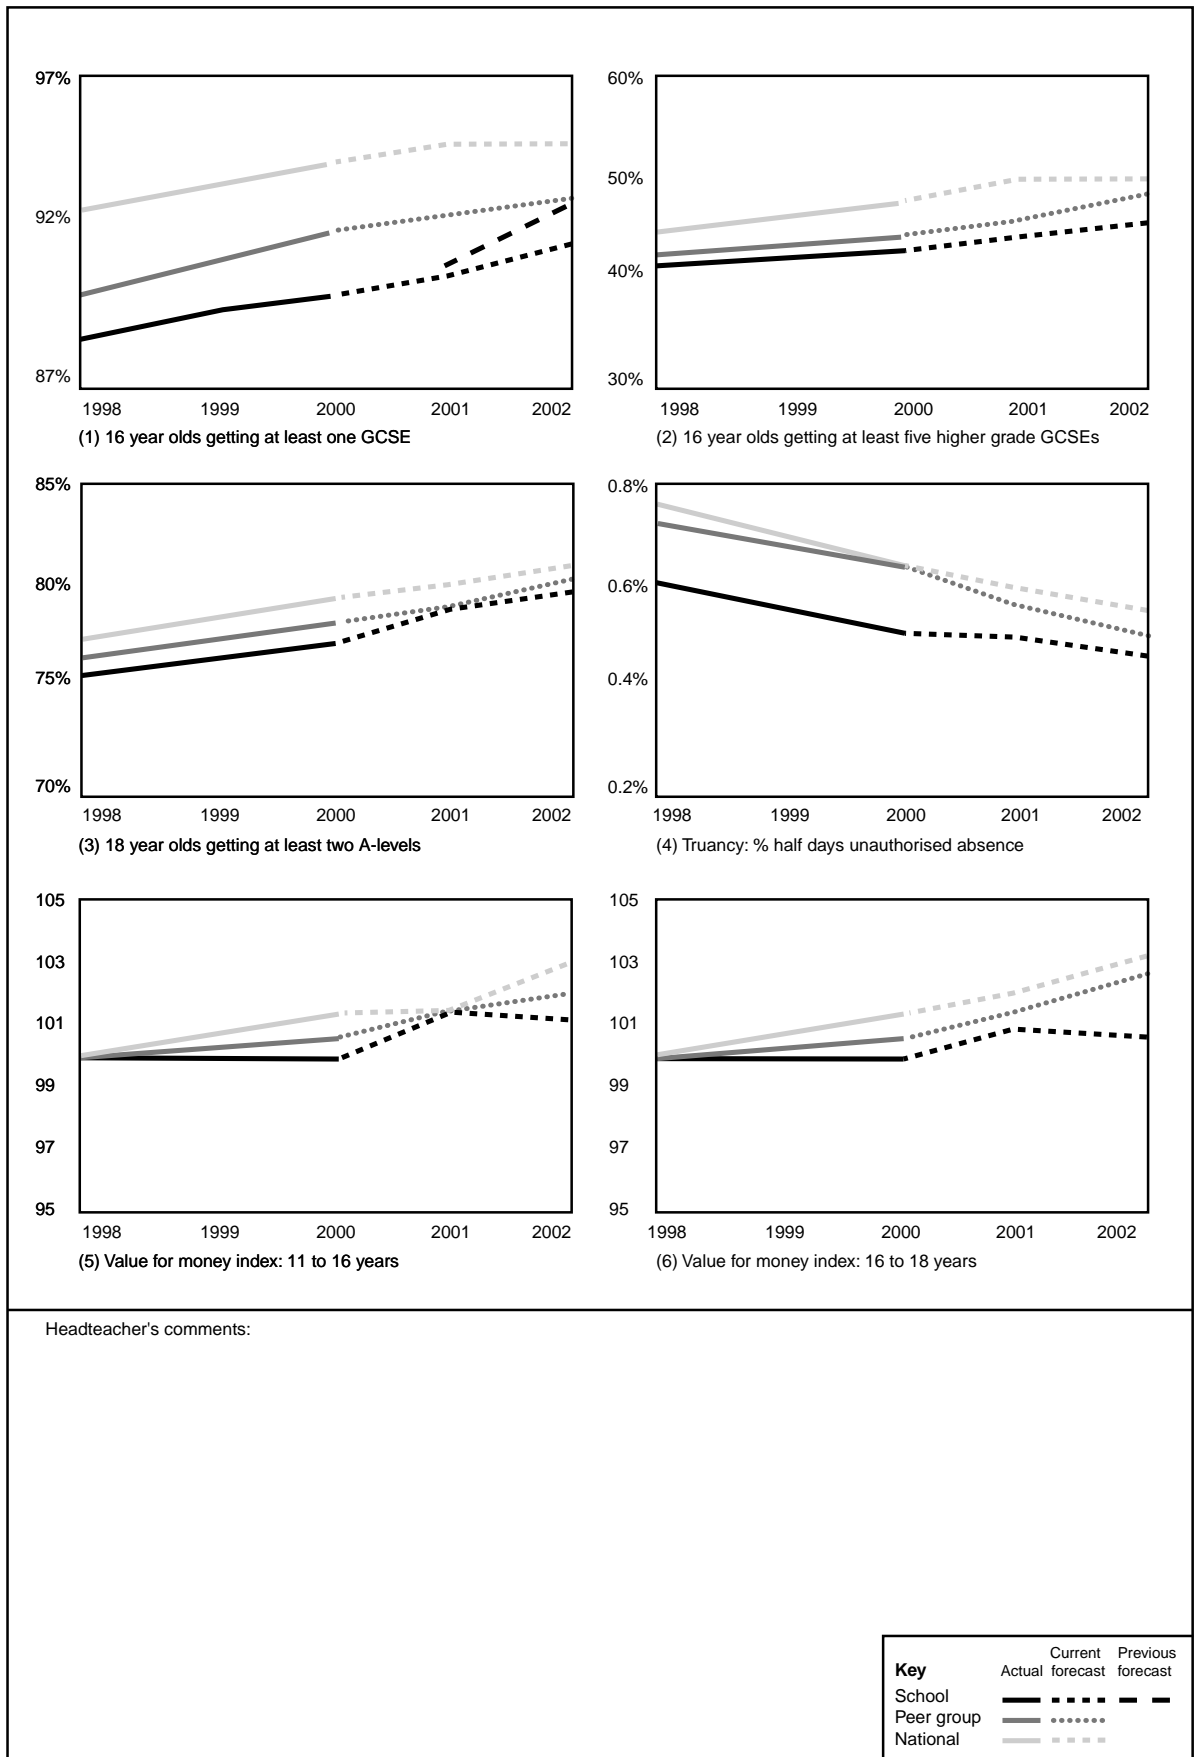 97%
92%
87%
1998 1999 2000 2001 2002
(1) 16 year olds getting at least one GCSE
60%
50%
40%
30%
1998 1999 2000 2001 2002
(2) 16 year olds getting at least five higher grade GCSEs
85%
80%
75%
70%
1998 1999 2000 2001 2002
(3) 18 year olds getting at least two A-levels
0.8%
0.6%
0.4%
0.2%
1998 1999 2000 2001 2002
(4) Truancy: % half days unauthorised absence
105
103
101
99
97
95
1998 1999 2000 2001 2002
(5) Value for money index: 11 to 16 years
105
103
101
99
97
95
1998 1999 2000 2001 2002
(6) Value for money index: 16 to 18 years
Headteacher's comments:
Key
Actual
Current
forecast
Previous
forecast
School
Peer group
National